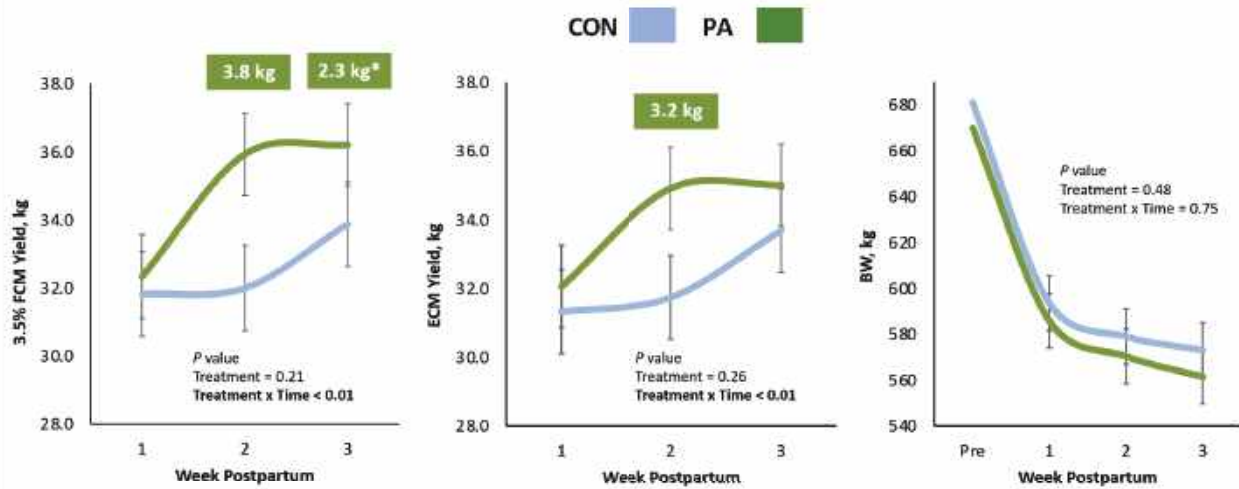 CON PA
3.8 kg
2.3 kg*
38.0
36.0
34.0
32.0
30.0
28.0
3.5% FCM Yield, kg
P value
Treatment = 0.21
Treatment x Time < 0.01
1 2 3
Week Postpartum
3.2 kg
38.0
36.0
34.0
32.0
30.0
28.0
ECM Yield, kg
P value
Treatment = 0.26
Treatment x Time < 0.01
1 2 3
Week Postpartum
680
660
640
620
600
580
560
540
BW, kg
P value
Treatment = 0.48
Treatment x Time = 0.75
Pre 1 2 3
Week Postpartum